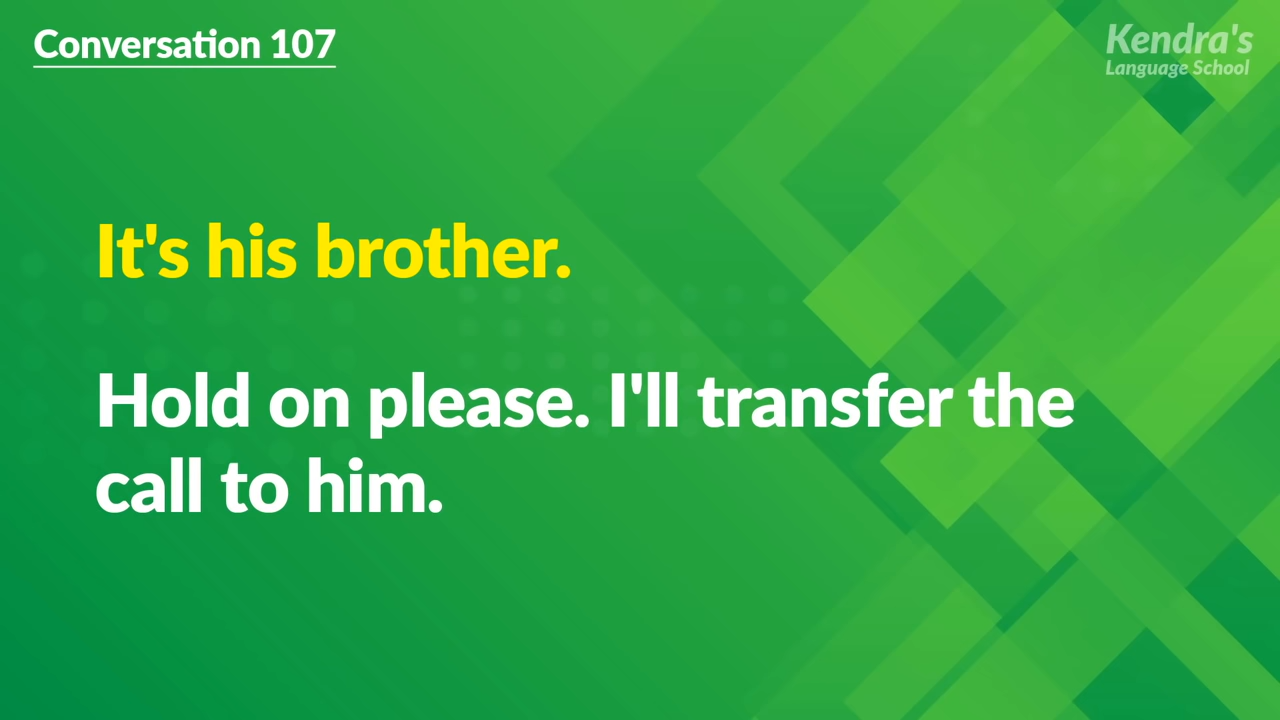 Conversation 107
Kendra's
Language School
It's his brother.
Hold on please. I'll transfer the
call to him.